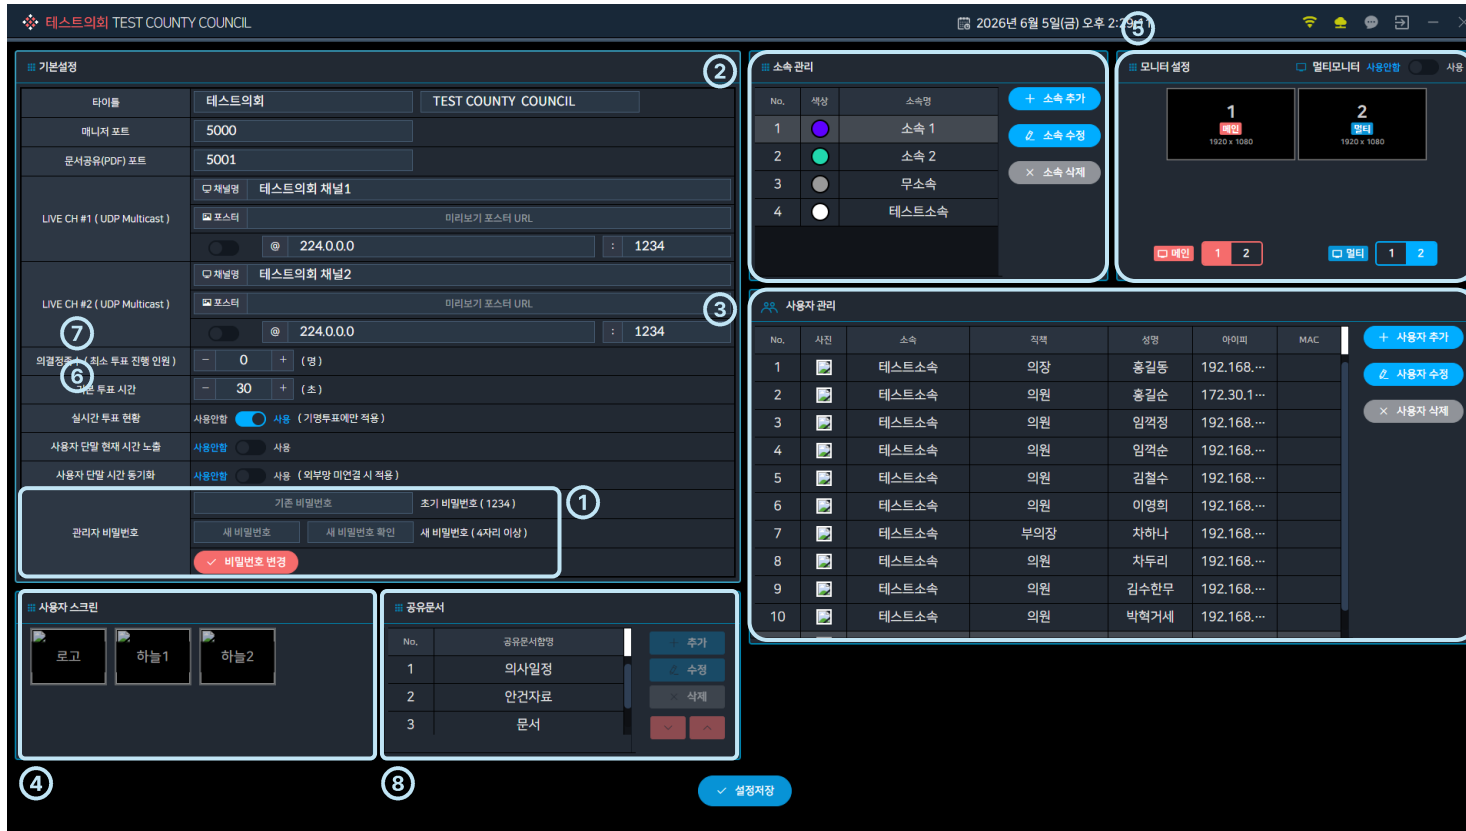 테스트의회 TEST COUNTY COUNCIL
2026년 6월 5일(금) 오후
⑤
기본설정
②
타이틀 테스트의회 TEST COUNTY COUNCIL
매니저 포트 5000
문서공유(PDF) 포트 5001
LIVE CH #1 ( UDP Multicast )
채널명 테스트의회 채널1
포스터 미리보기 포스터 URL
@ 224.0.0.0 : 1234
LIVE CH #2 ( UDP Multicast )
채널명 테스트의회 채널2
포스터 미리보기 포스터 URL
③
@ 224.0.0.0 : 1234
⑦
의결정족수 ( 최소 투표 진행 인원 ) − 0 + ( 명 )
⑥
기본 투표 시간 − 30 + ( 초 )
실시간 투표 현황 사용안함 사용 ( 기명투표에만 적용 )
사용자 단말 현재 시간 노출 사용안함 사용
사용자 단말 시간 동기화 사용안함 사용 ( 외부망 미연결 시 적용 )
관리자 비밀번호
기존 비밀번호 초기 비밀번호 ( 1234 )
①
새 비밀번호 새 비밀번호 확인 새 비밀번호 ( 4자리 이상 )
비밀번호 변경
소속 관리
No. 색상 소속명
1 소속 1
2 소속 2
3 무소속
4 테스트소속
+ 소속 추가
소속 수정
× 소속 삭제
모니터 설정 멀티모니터 사용안함 사용
1 메인 1920 x 1080
2 멀티 1920 x 1080
메인 1 2
멀티 1 2
사용자 관리
No. 사진 소속 직책 성명 아이피 MAC
1 테스트소속 의장 홍길동 192.168.···
2 테스트소속 의원 홍길순 172.30.1···
3 테스트소속 의원 임꺽정 192.168.···
4 테스트소속 의원 임꺽순 192.168.···
5 테스트소속 의원 김철수 192.168.···
6 테스트소속 의원 이영희 192.168.···
7 테스트소속 부의장 차하나 192.168.···
8 테스트소속 의원 차두리 192.168.···
9 테스트소속 의원 김수한무 192.168.···
10 테스트소속 의원 박혁거세 192.168.···
+ 사용자 추가
사용자 수정
× 사용자 삭제
사용자 스크린
로고 하늘1 하늘2
④
공유문서
No. 공유문서함명
1 의사일정
2 안건자료
3 문서
+ 추가
수정
× 삭제
⑧
설정저장